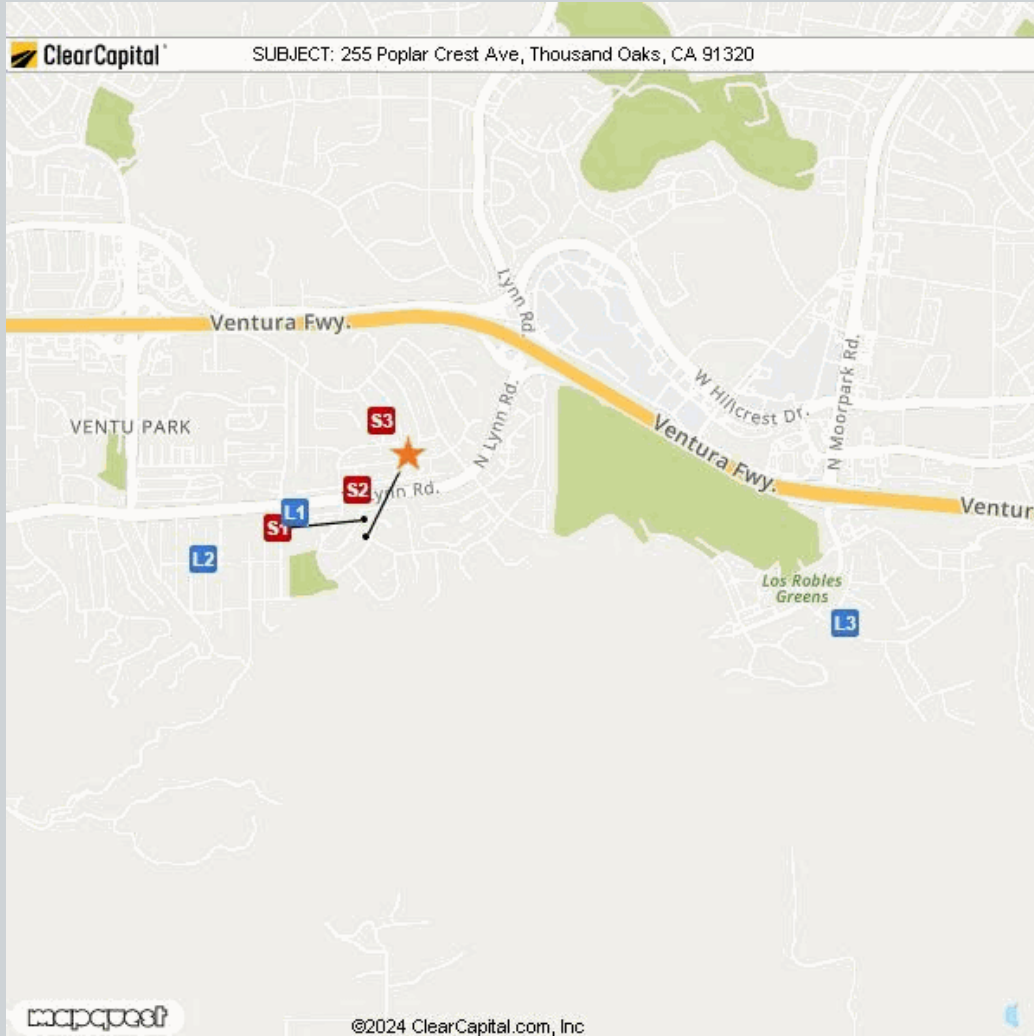 ClearCapital
SUBJECT: 255 Poplar Crest Ave, Thousand Oaks, CA 91320
Lynn Rd.
Ventura Fwy.
N Moorpark Rd.
W Hillcrest Dr.
N Lynn Rd.
S3
VENTU PARK
Ventura Fwy.
S2
Lynn Rd.
Ventur
L1
S1
L2
Los Robles
Greens
L3
mapquest
©2024 ClearCapital.com, Inc